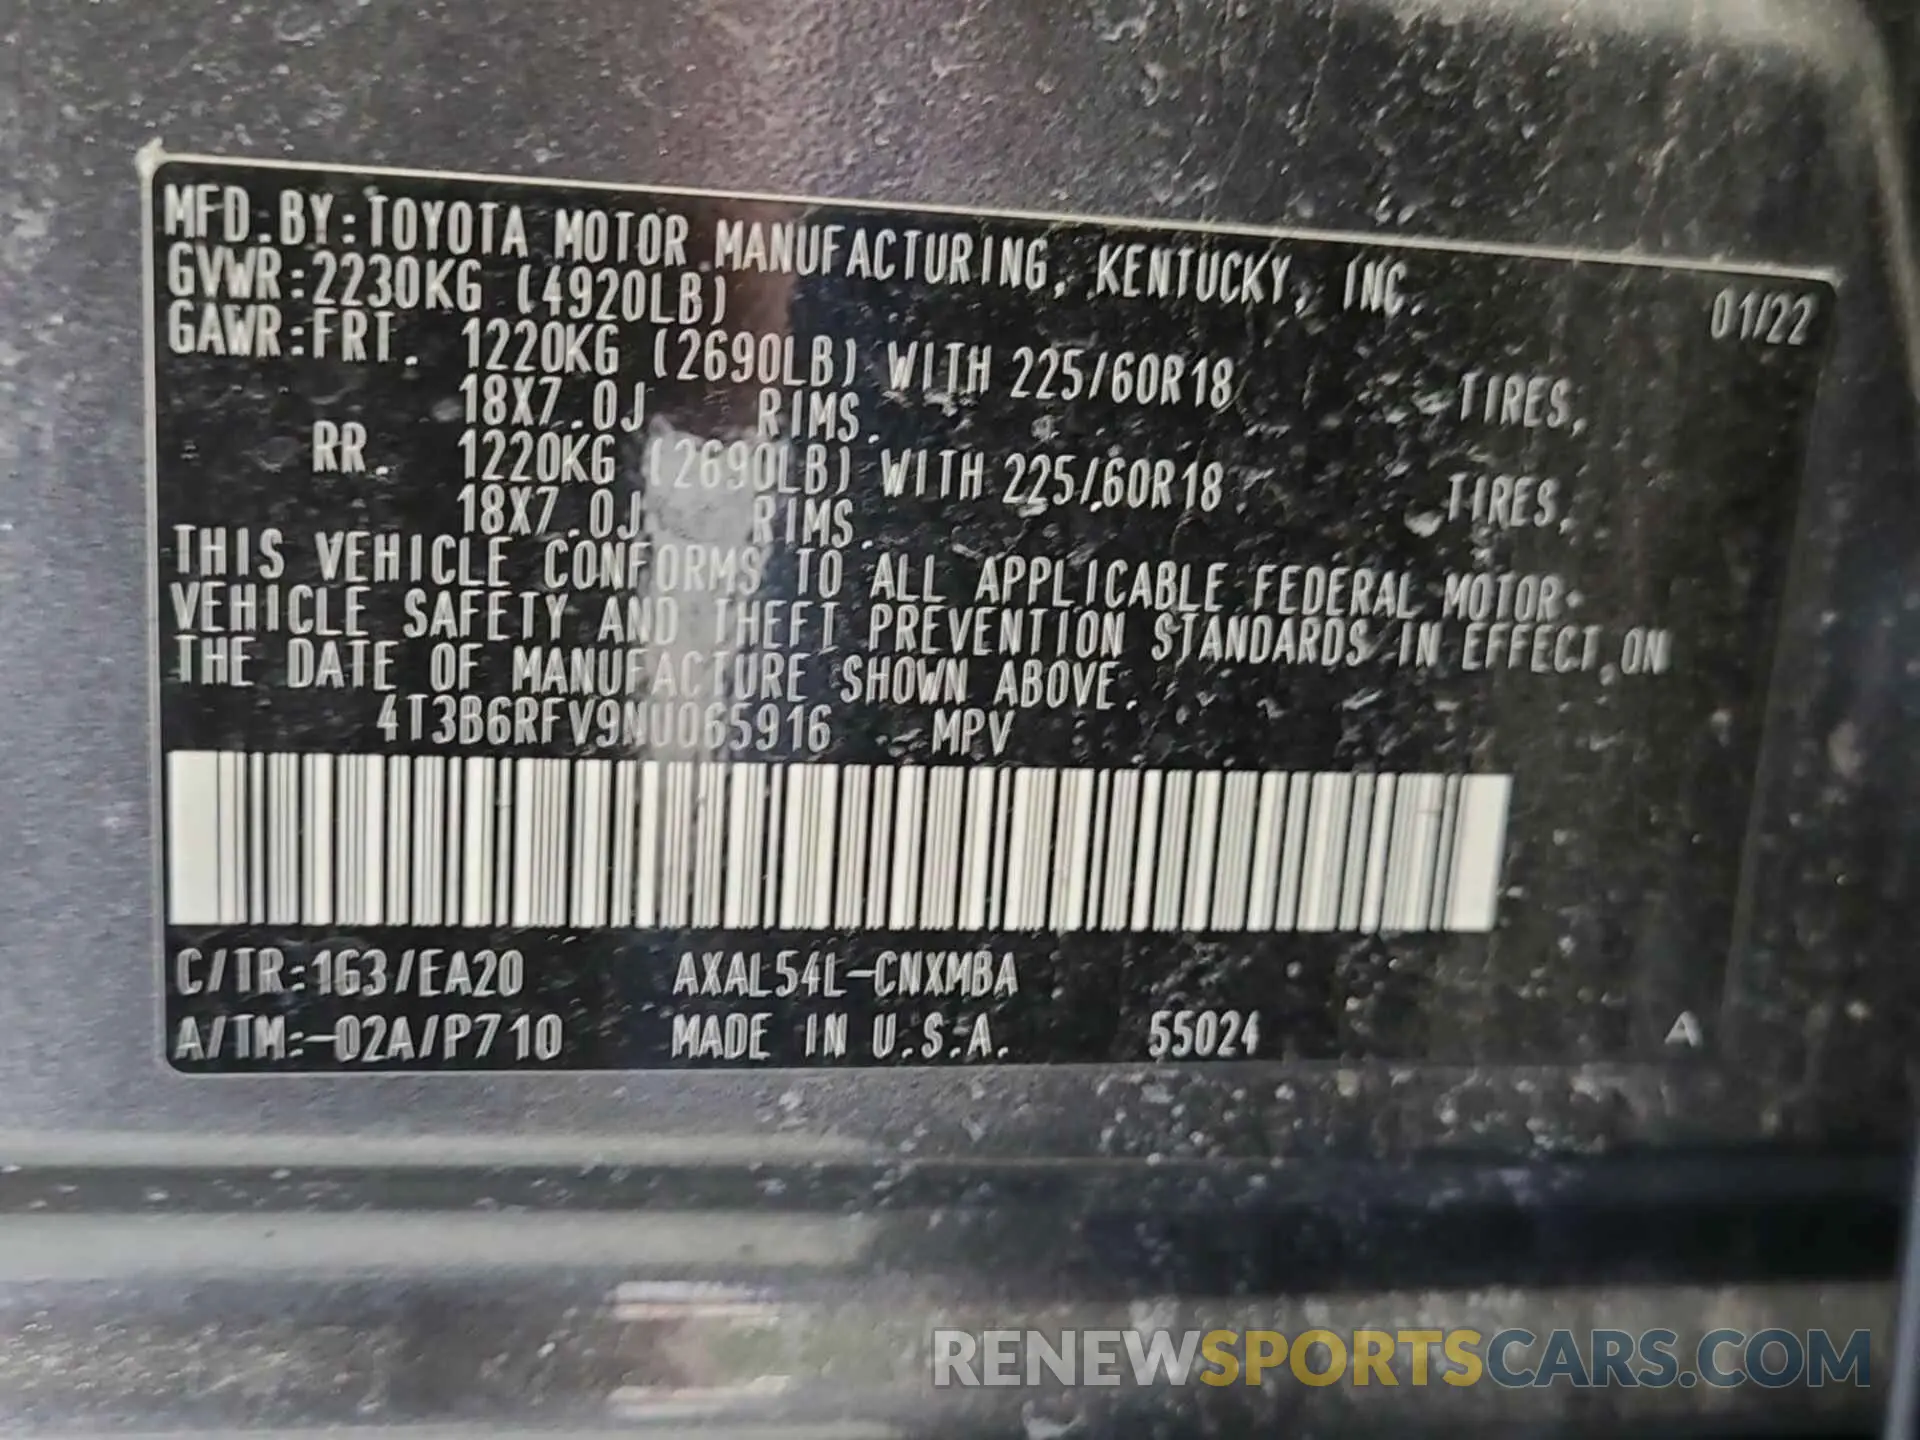 MFD.BY:TOYOTA MOTOR MANUFACTURING, KENTUCKY, INC. 01/22
GVWR:2230KG (4920LB)
GAWR:FRT. 1220KG (2690LB) WITH 225/60R18 TIRES,
18X7.0J RIMS.
RR. 1220KG (2690LB) WITH 225/60R18 TIRES,
18X7.0J RIMS.
THIS VEHICLE CONFORMS TO ALL APPLICABLE FEDERAL MOTOR
VEHICLE SAFETY AND THEFT PREVENTION STANDARDS IN EFFECT ON
THE DATE OF MANUFACTURE SHOWN ABOVE.
4T3B6RFV9NU065916 MPV
C/TR:163/EA20 AXAL54L-CNXMBA
A/TM:-02A/P710 MADE IN U.S.A. 55024 A
RENEWSPORTSCARS.COM